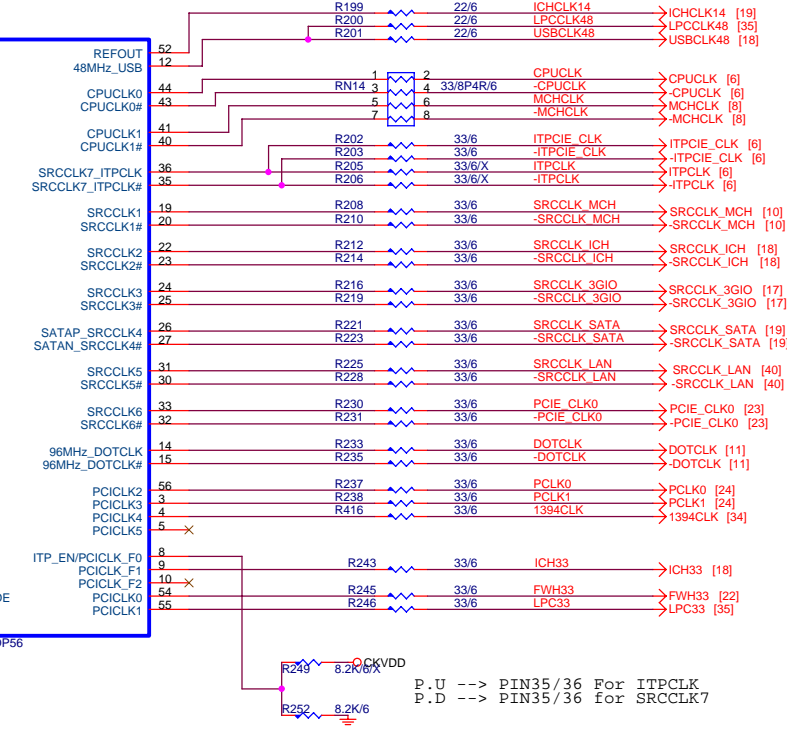 R199 22/6 ICHCLK14 ICHCLK14 [19]
R200 22/6 LPCCLK48 LPCCLK48 [35]
R201 22/6 USBCLK48 USBCLK48 [18]
REFOUT 52
48MHz_USB 12
1 2 CPUCLK CPUCLK [6]
CPUCLK0 44 RN14 3 4 33/8P4R/6 -CPUCLK -CPUCLK [6]
CPUCLK0# 43 5 6 MCHCLK MCHCLK [8]
7 8 -MCHCLK -MCHCLK [8]
CPUCLK1 41
CPUCLK1# 40
R202 33/6 ITPCIE_CLK ITPCIE_CLK [6]
R203 33/6 -ITPCIE_CLK -ITPCIE_CLK [6]
SRCCLK7_ITPCLK 36 R205 33/6/X ITPCLK ITPCLK [6]
SRCCLK7_ITPCLK# 35 R206 33/6/X -ITPCLK -ITPCLK [6]
SRCCLK1 19 R208 33/6 SRCCLK_MCH SRCCLK_MCH [10]
SRCCLK1# 20 R210 33/6 -SRCCLK_MCH -SRCCLK_MCH [10]
SRCCLK2 22 R212 33/6 SRCCLK_ICH SRCCLK_ICH [18]
SRCCLK2# 23 R214 33/6 -SRCCLK_ICH -SRCCLK_ICH [18]
SRCCLK3 24 R216 33/6 SRCCLK_3GIO SRCCLK_3GIO [17]
SRCCLK3# 25 R219 33/6 -SRCCLK_3GIO -SRCCLK_3GIO [17]
SATAP_SRCCLK4 26 R221 33/6 SRCCLK_SATA SRCCLK_SATA [19]
SATAN_SRCCLK4# 27 R223 33/6 -SRCCLK_SATA -SRCCLK_SATA [19]
SRCCLK5 31 R225 33/6 SRCCLK_LAN SRCCLK_LAN [40]
SRCCLK5# 30 R228 33/6 -SRCCLK_LAN -SRCCLK_LAN [40]
SRCCLK6 33 R230 33/6 PCIE_CLK0 PCIE_CLK0 [23]
SRCCLK6# 32 R231 33/6 -PCIE_CLK0 -PCIE_CLK0 [23]
96MHz_DOTCLK 14 R233 33/6 DOTCLK DOTCLK [11]
96MHz_DOTCLK# 15 R235 33/6 -DOTCLK -DOTCLK [11]
PCICLK2 56 R237 33/6 PCLK0 PCLK0 [24]
PCICLK3 3 R238 33/6 PCLK1 PCLK1 [24]
PCICLK4 4 R416 33/6 1394CLK 1394CLK [34]
PCICLK5 5
ITP_EN/PCICLK_F0 8
PCICLK_F1 9 R243 33/6 ICH33 ICH33 [18]
PCICLK_F2 10
DE PCICLK0 54 R245 33/6 FWH33 FWH33 [22]
PCICLK1 55 R246 33/6 LPC33 LPC33 [35]
OP56
R249 8.2K/6/X CKVDD
P.U --> PIN35/36 For ITPCLK
P.D --> PIN35/36 for SRCCLK7
R252 8.2K/6